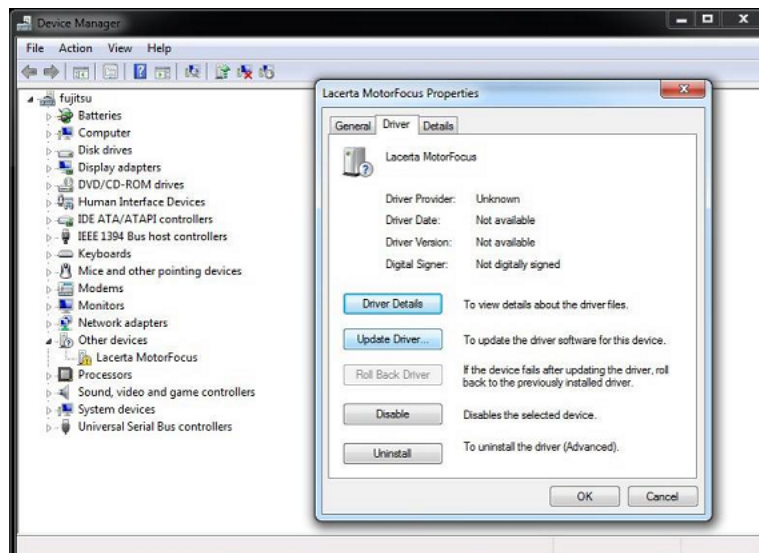 Device Manager
File Action View Help
fujitsu
Batteries
Computer
Disk drives
Display adapters
DVD/CD-ROM drives
Human Interface Devices
IDE ATA/ATAPI controllers
IEEE 1394 Bus host controllers
Keyboards
Mice and other pointing devices
Modems
Monitors
Network adapters
Other devices
Lacerta MotorFocus
Processors
Sound, video and game controllers
System devices
Universal Serial Bus controllers
Lacerta MotorFocus Properties
General Driver Details
Lacerta MotorFocus
Driver Provider: Unknown
Driver Date: Not available
Driver Version: Not available
Digital Signer: Not digitally signed
Driver Details To view details about the driver files.
Update Driver... To update the driver software for this device.
Roll Back Driver If the device fails after updating the driver, roll
back to the previously installed driver.
Disable Disables the selected device.
Uninstall To uninstall the driver (Advanced).
OK Cancel